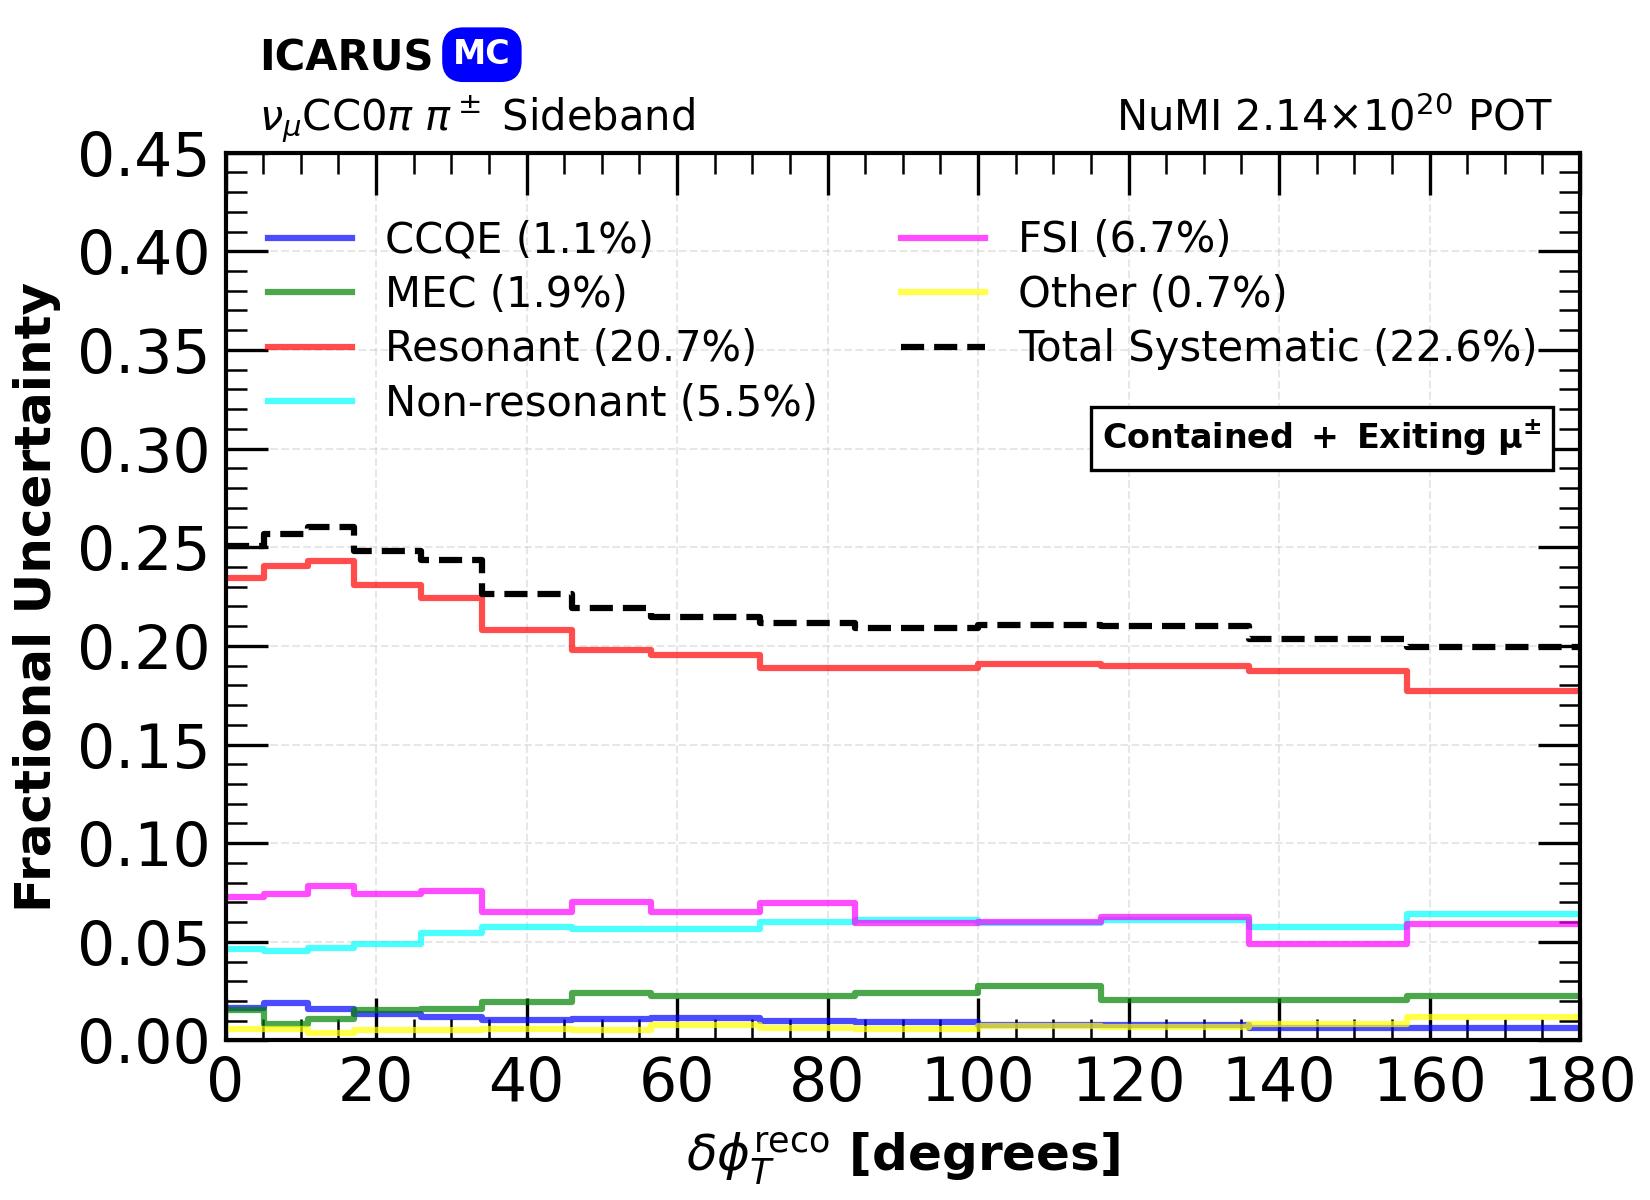 ICARUS MC
νμCC0π π± Sideband
NuMI 2.14×10²⁰ POT
CCQE (1.1%)
MEC (1.9%)
Resonant (20.7%)
Non-resonant (5.5%)
FSI (6.7%)
Other (0.7%)
Total Systematic (22.6%)
Contained + Exiting μ±
Fractional Uncertainty
0.45
0.40
0.35
0.30
0.25
0.20
0.15
0.10
0.05
0.00
0 20 40 60 80 100 120 140 160 180
δϕ_T^reco [degrees]